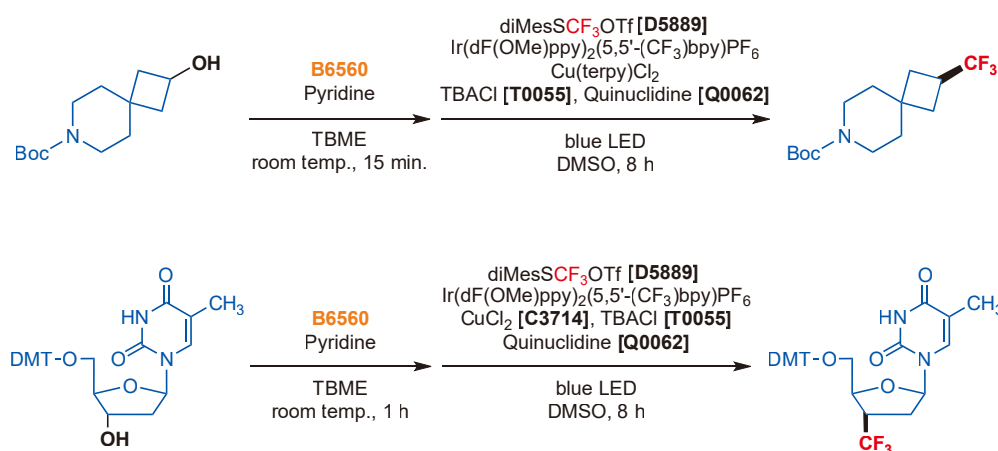 OH
N
Boc
B6560
Pyridine
TBME
room temp., 15 min.
diMesSCF3OTf [D5889]
Ir(dF(OMe)ppy)2(5,5'-(CF3)bpy)PF6
Cu(terpy)Cl2
TBACl [T0055], Quinuclidine [Q0062]
blue LED
DMSO, 8 h
CF3
N
Boc
O
CH3
HN
O
N
DMT-O
O
OH
B6560
Pyridine
TBME
room temp., 1 h
diMesSCF3OTf [D5889]
Ir(dF(OMe)ppy)2(5,5'-(CF3)bpy)PF6
CuCl2 [C3714], TBACl [T0055]
Quinuclidine [Q0062]
blue LED
DMSO, 8 h
O
CH3
HN
O
N
DMT-O
O
CF3